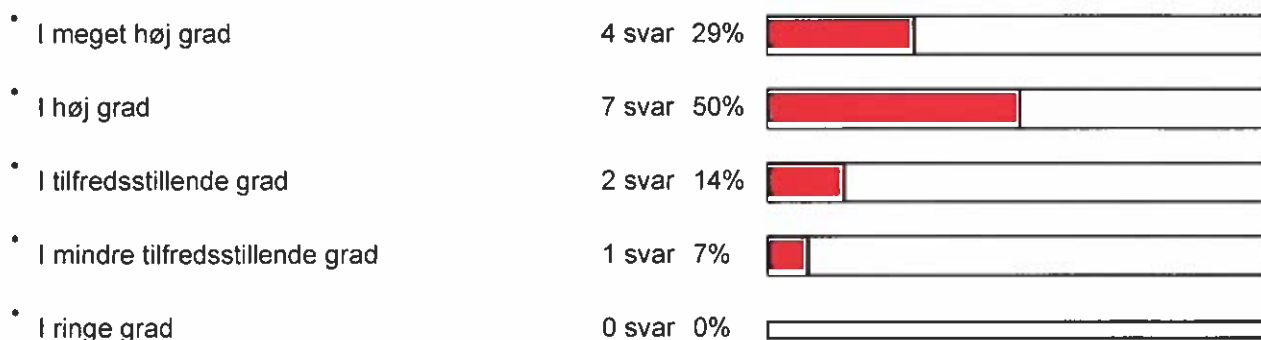 I meget høj grad 4 svar 29%
I høj grad 7 svar 50%
I tilfredsstillende grad 2 svar 14%
I mindre tilfredsstillende grad 1 svar 7%
I ringe grad 0 svar 0%